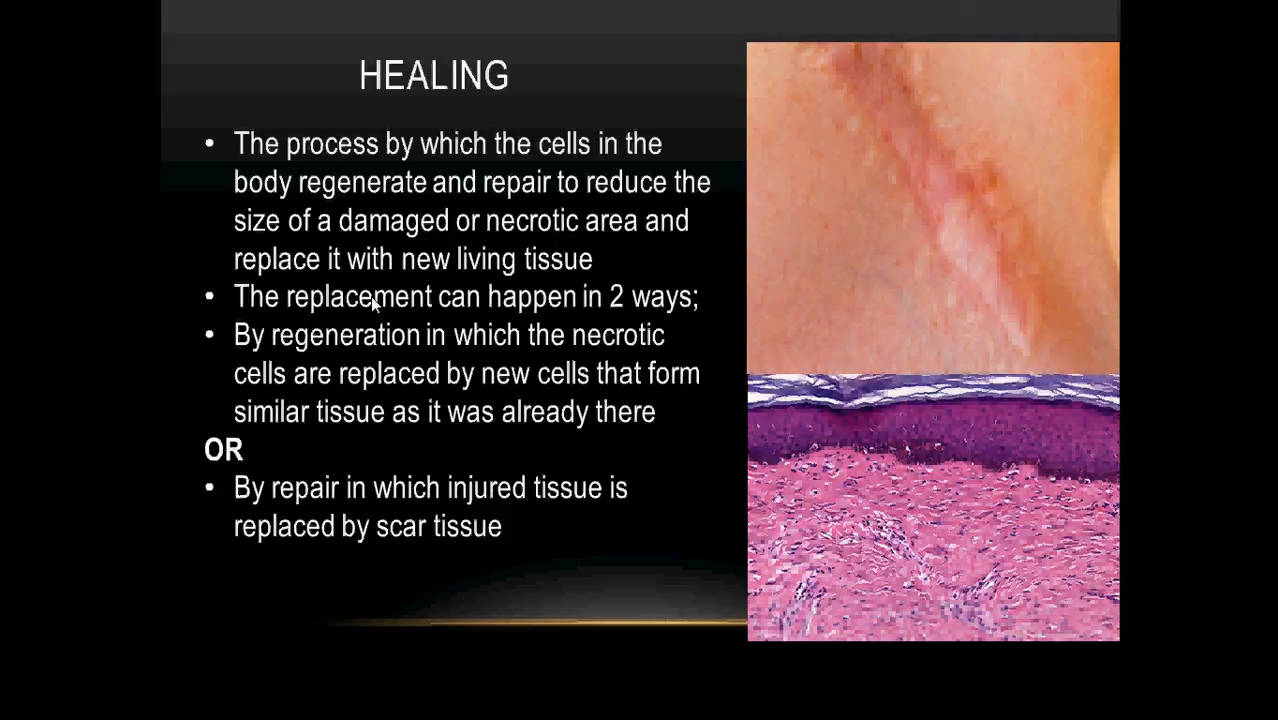 HEALING
• The process by which the cells in the
body regenerate and repair to reduce the
size of a damaged or necrotic area and
replace it with new living tissue
• The replacement can happen in 2 ways;
• By regeneration in which the necrotic
cells are replaced by new cells that form
similar tissue as it was already there
OR
• By repair in which injured tissue is
replaced by scar tissue